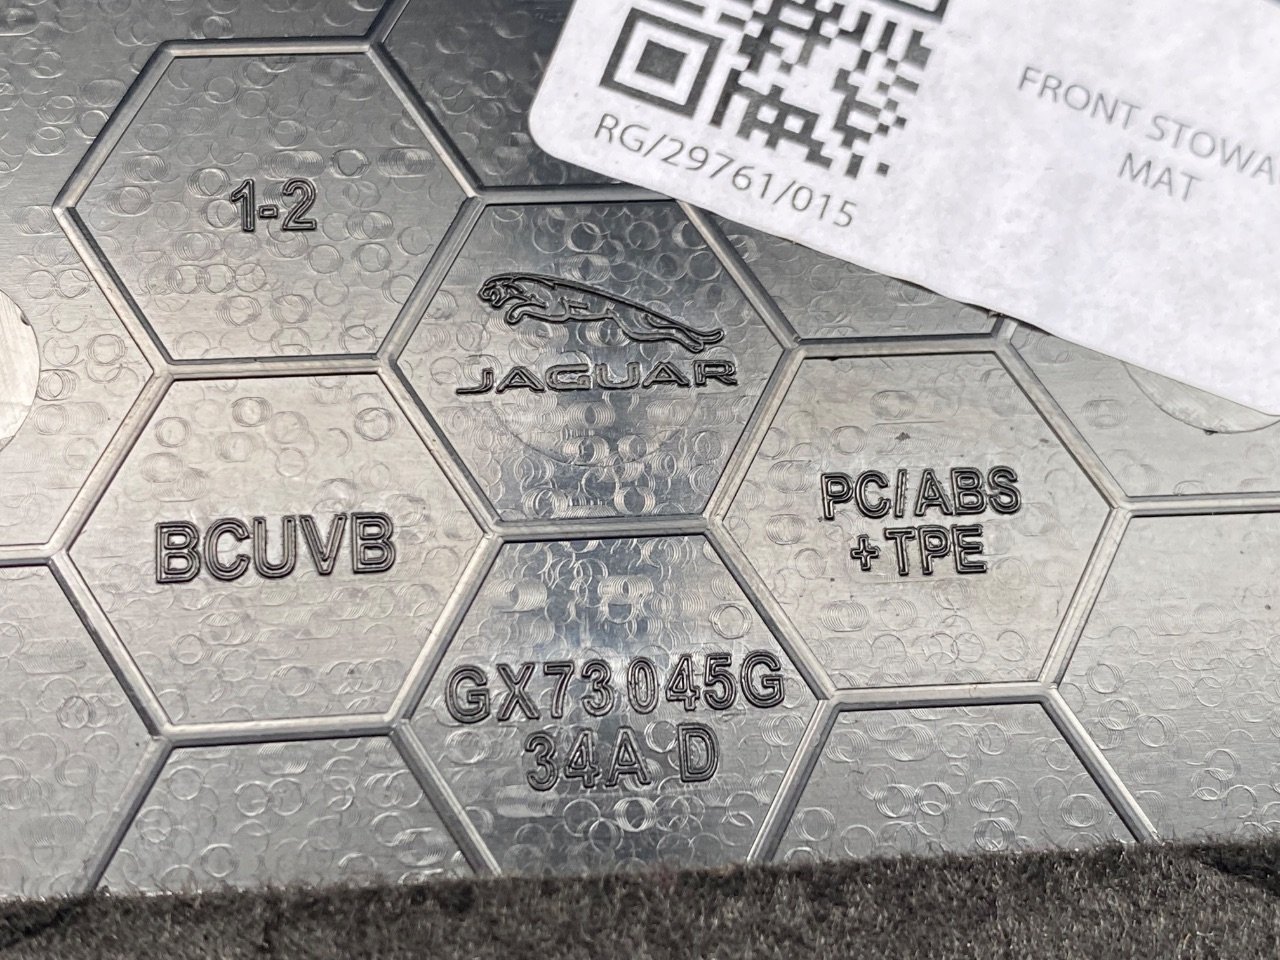 FRONT STOWA
MAT
RG/29761/015
1-2
JAGUAR
BCUVB
PC/ABS
+TPE
GX73 045G
34A D